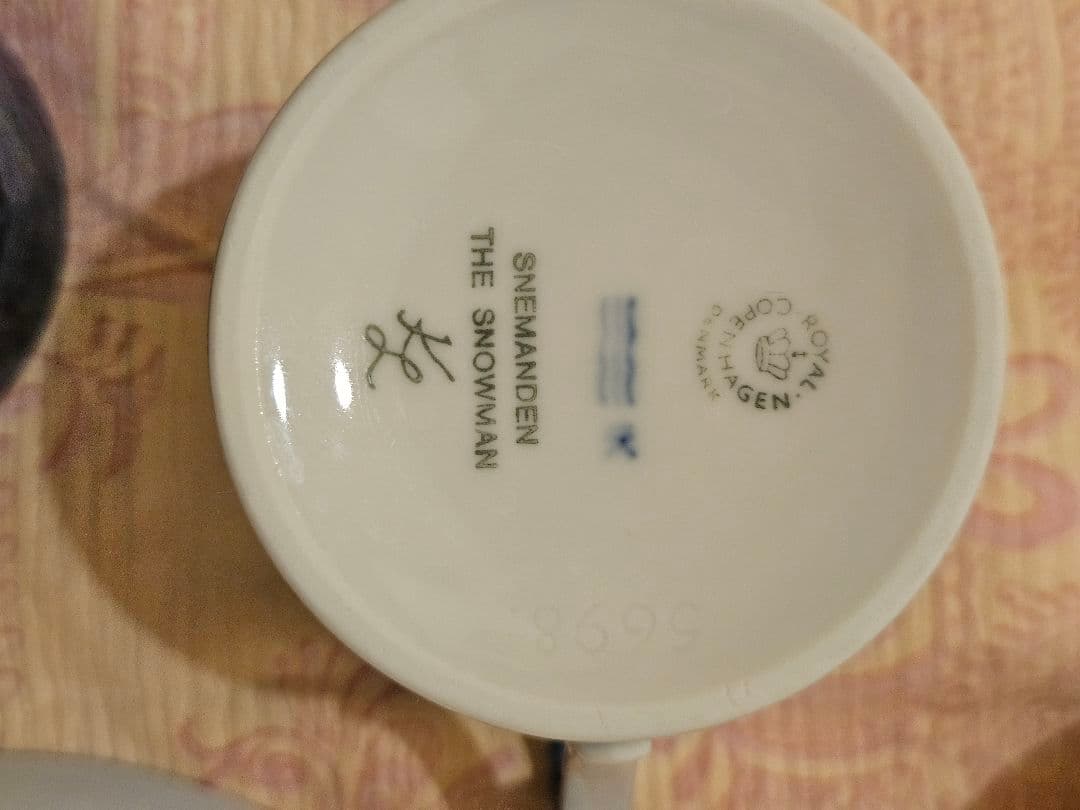 ROYAL COPENHAGEN
DENMARK
SNEMANDEN
THE SNOWMAN
5698